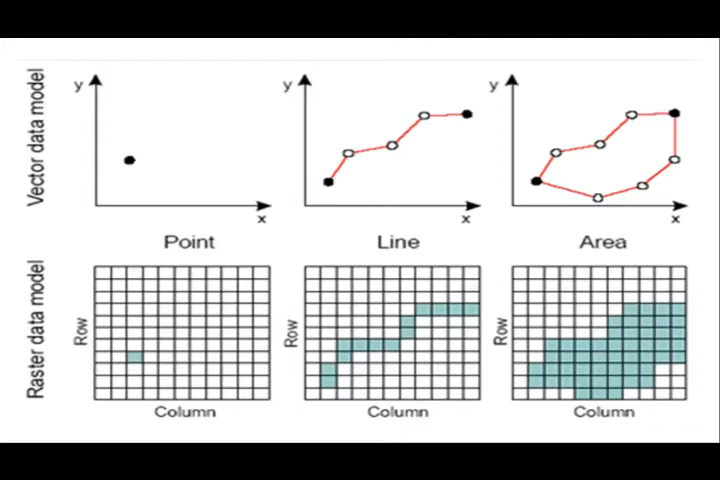 Vector data model
y
x
Point
y
x
Line
y
x
Area
Raster data model
Row
Column
Row
Column
Row
Column